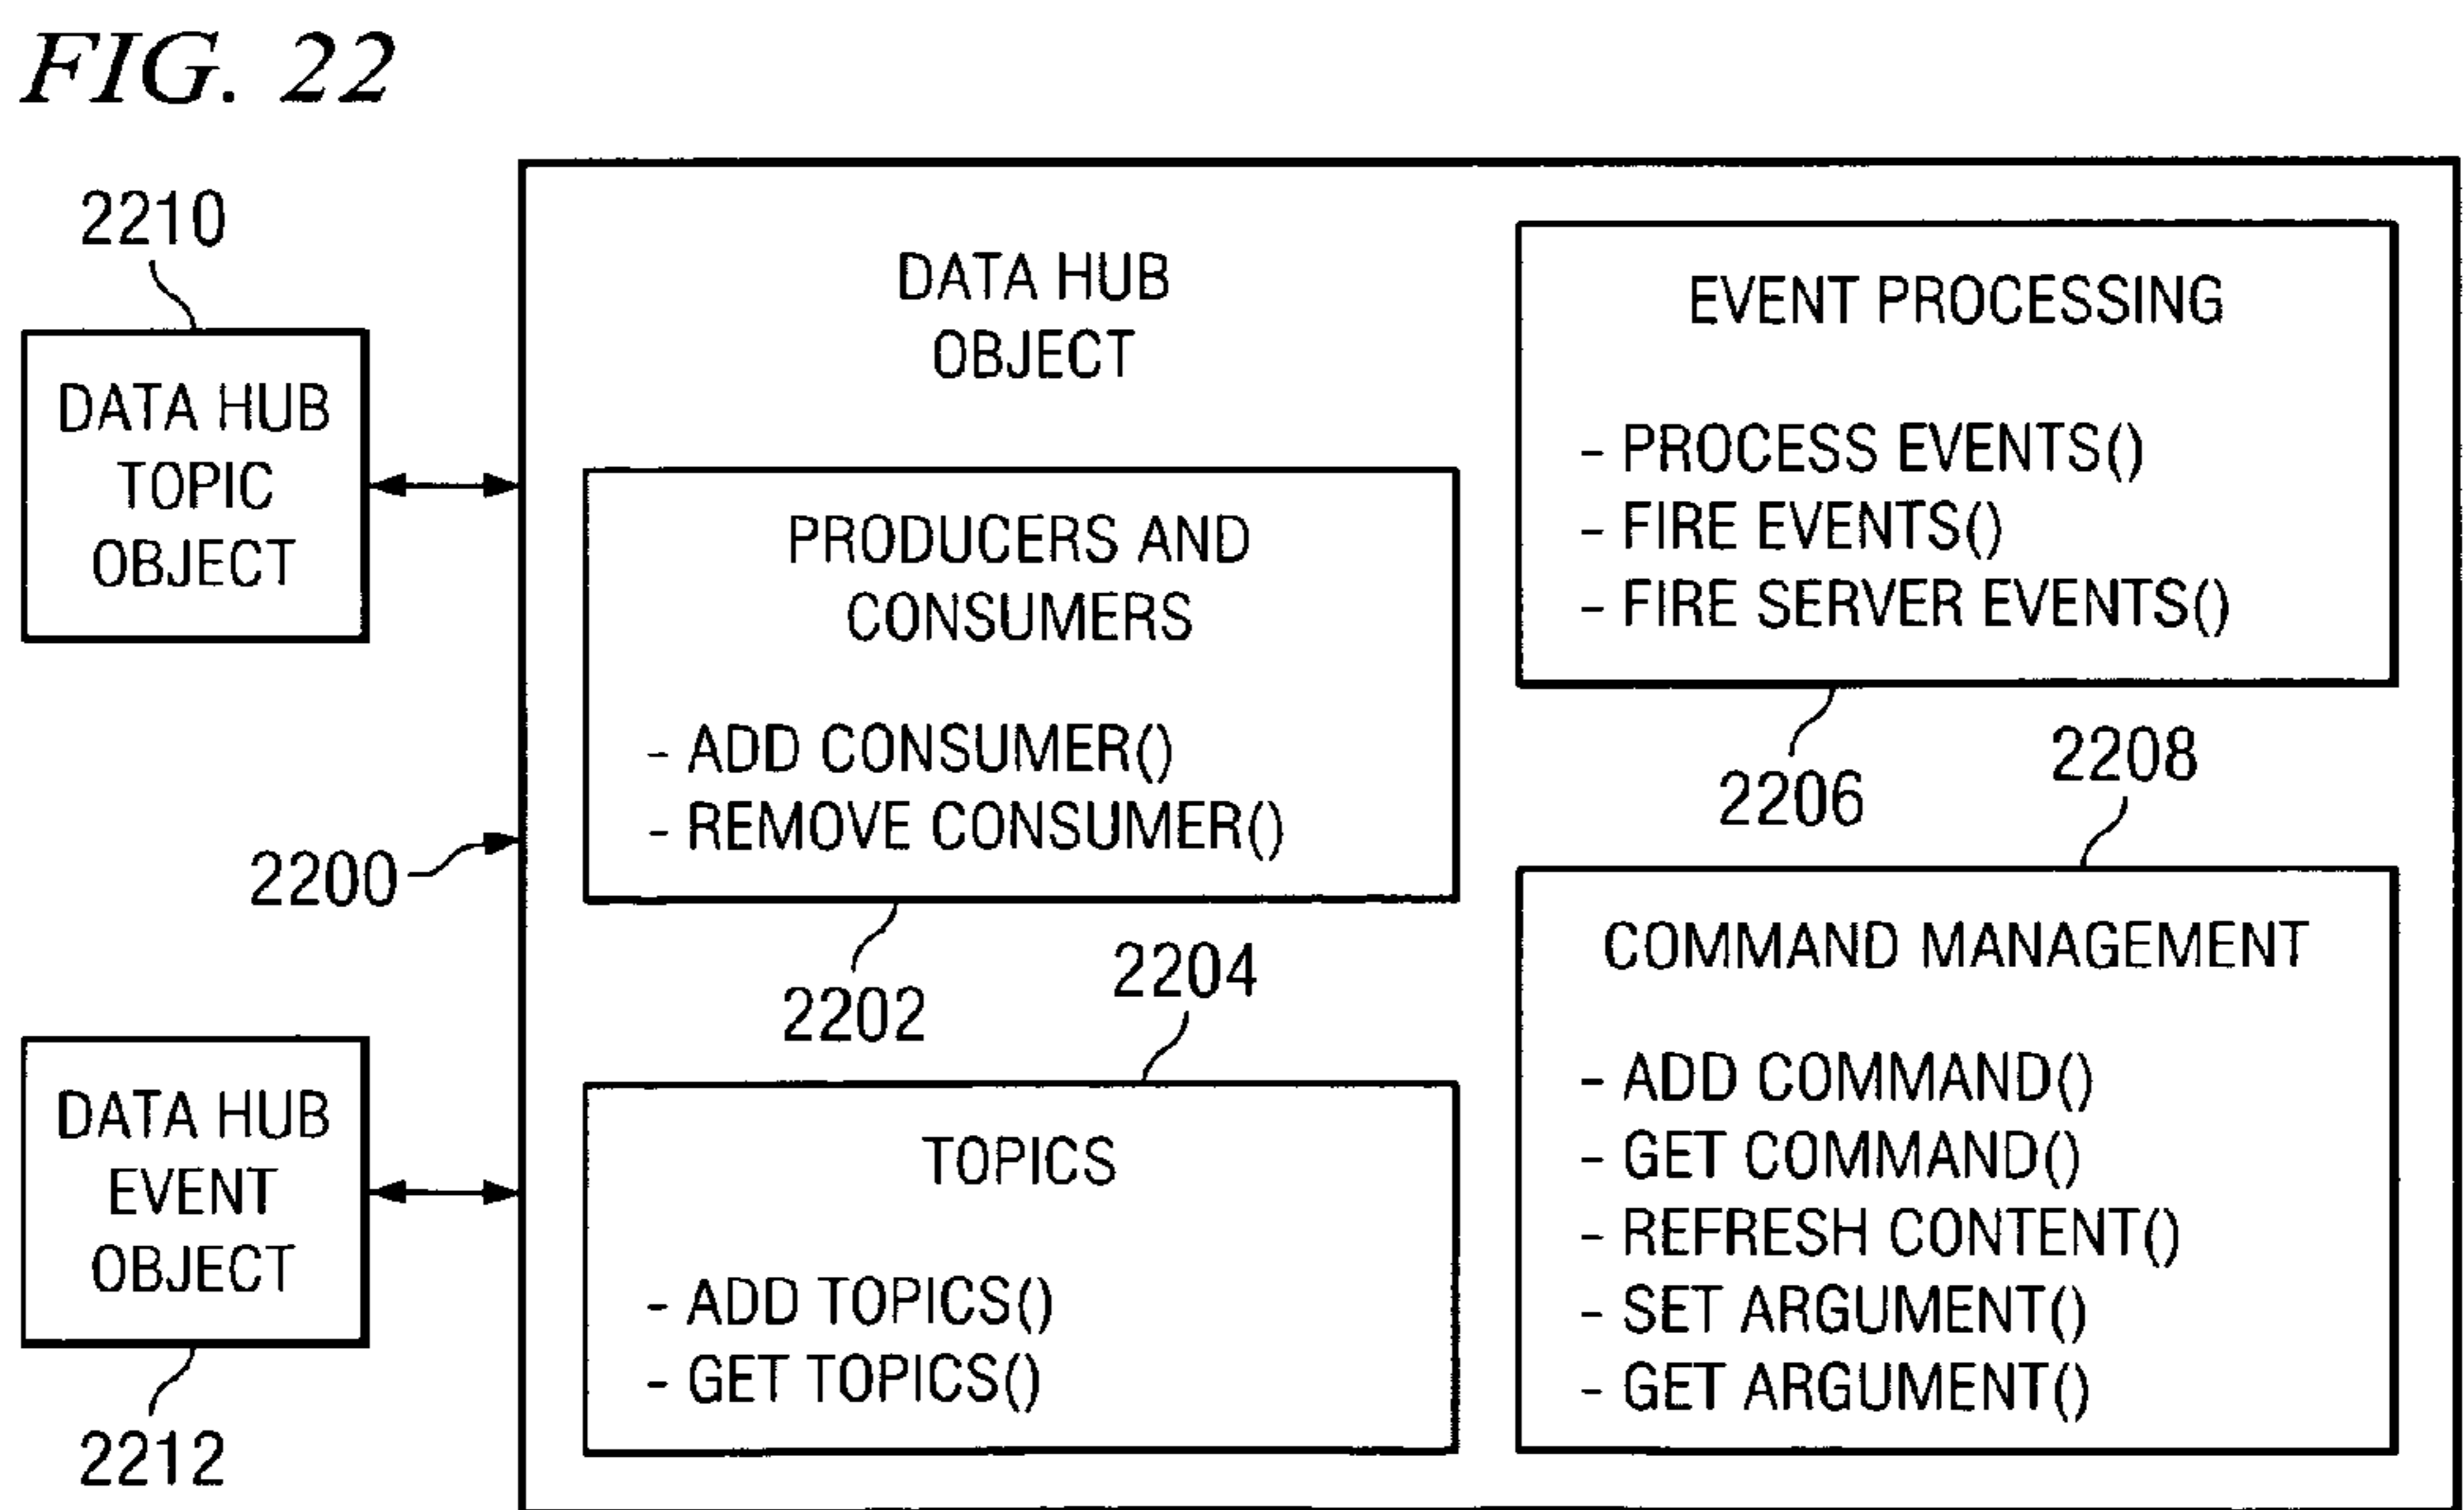 FIG. 22
2210
DATA HUB
TOPIC
OBJECT
2200
DATA HUB
EVENT
OBJECT
2212
DATA HUB
OBJECT
PRODUCERS AND
CONSUMERS
- ADD CONSUMER()
- REMOVE CONSUMER()
2202
2204
TOPICS
- ADD TOPICS()
- GET TOPICS()
EVENT PROCESSING
- PROCESS EVENTS()
- FIRE EVENTS()
- FIRE SERVER EVENTS()
2206
2208
COMMAND MANAGEMENT
- ADD COMMAND()
- GET COMMAND()
- REFRESH CONTENT()
- SET ARGUMENT()
- GET ARGUMENT()